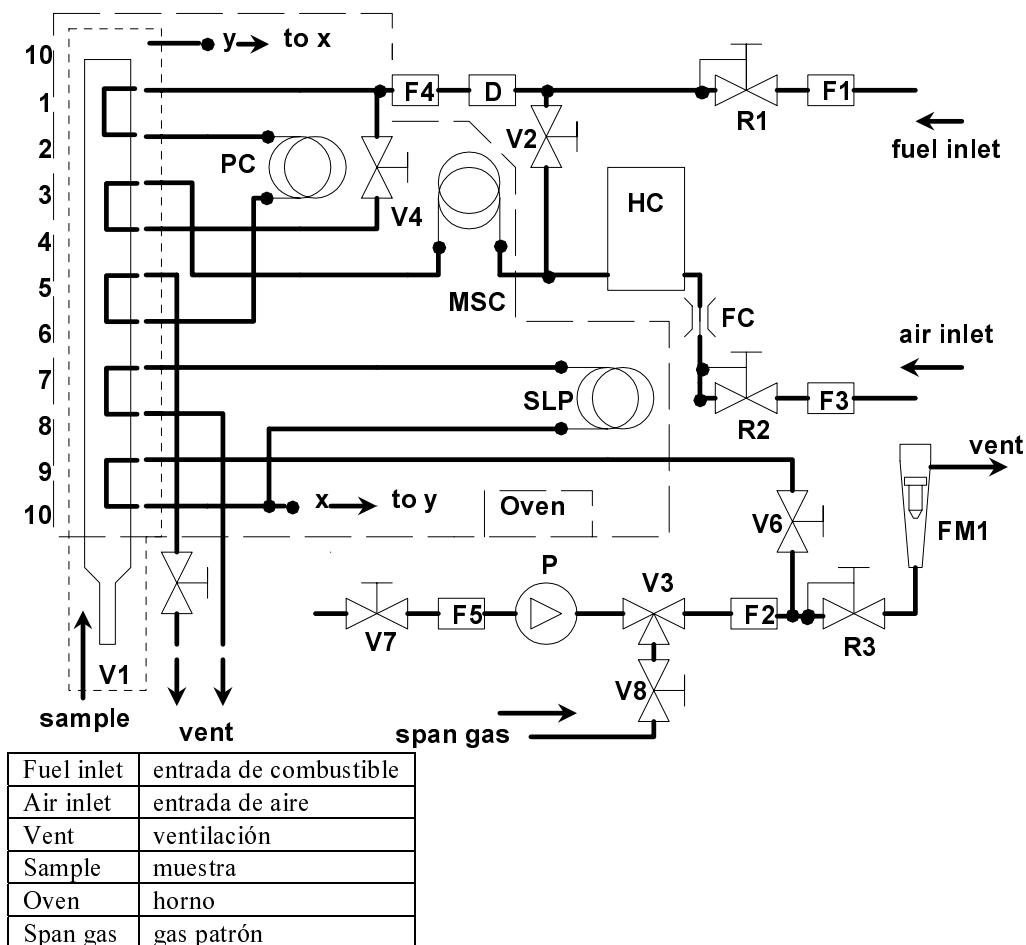 10
y to x
1
F4
D
F1
R1
V2
fuel inlet
2
PC
3
HC
V4
4
MSC
5
FC
6
air inlet
7
SLP
F3
8
R2
vent
9
x to y
Oven
10
V6
FM1
P
V3
F5
F2
V7
R3
V1
V8
sample
vent
span gas
Fuel inlet entrada de combustible
Air inlet entrada de aire
Vent ventilación
Sample muestra
Oven horno
Span gas gas patrón